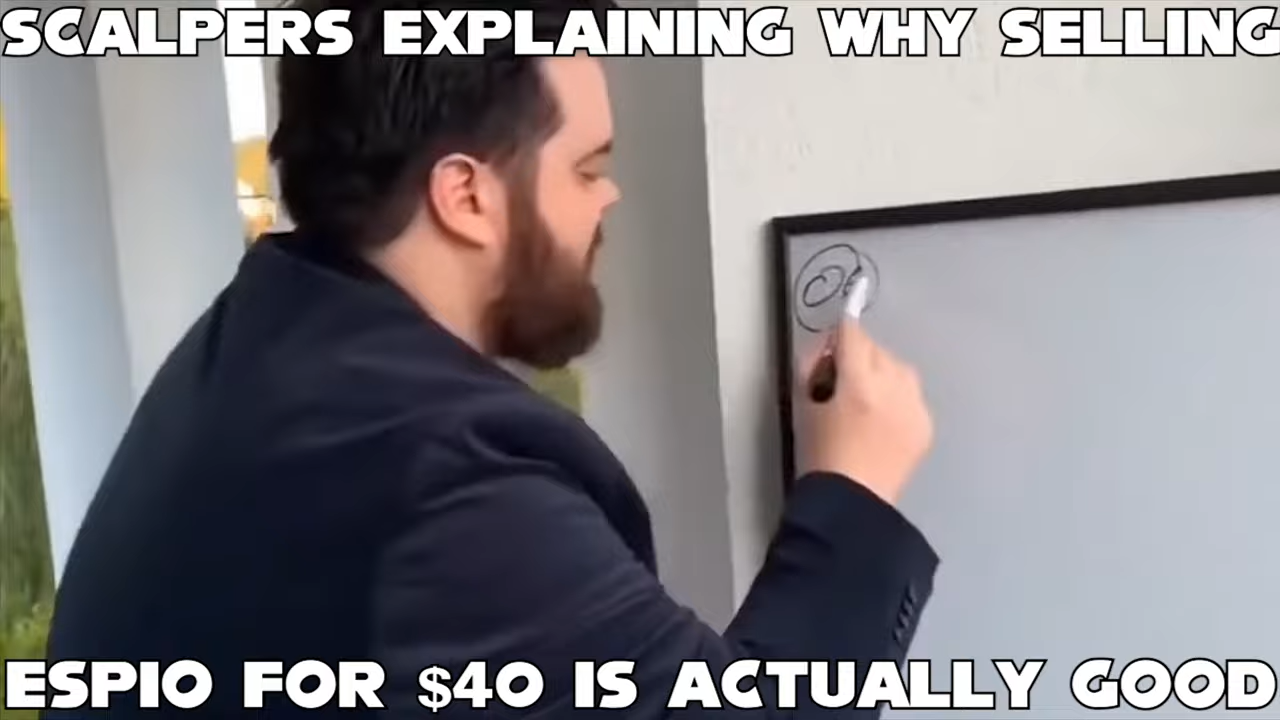 SCALPERS EXPLAINING WHY SELLING
ESPIO FOR $40 IS ACTUALLY GOOD